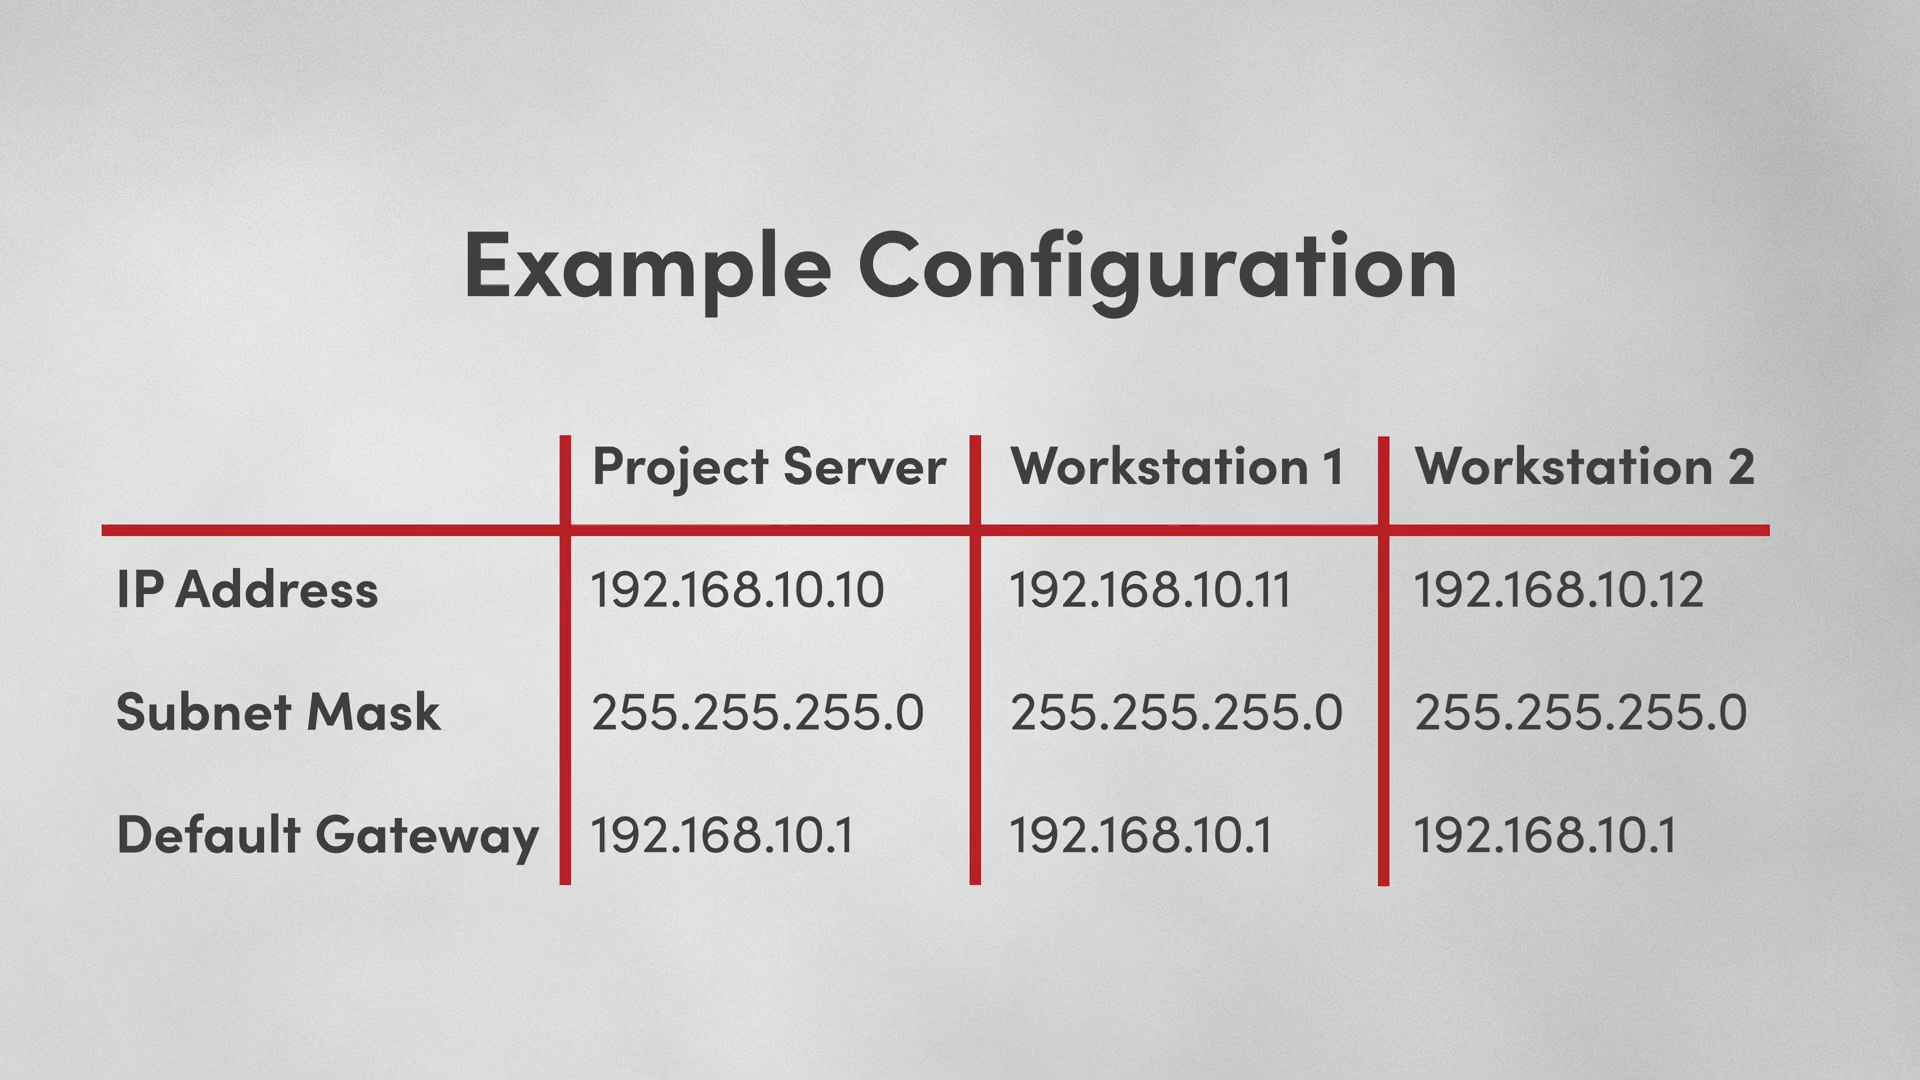 Example Configuration
Project Server Workstation 1 Workstation 2
IP Address 192.168.10.10 192.168.10.11 192.168.10.12
Subnet Mask 255.255.255.0 255.255.255.0 255.255.255.0
Default Gateway 192.168.10.1 192.168.10.1 192.168.10.1